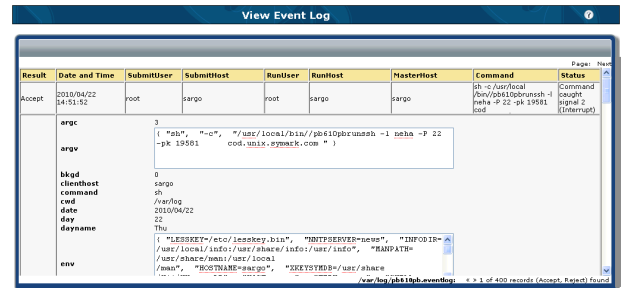 View Event Log
?
Page: Next
Result Date and Time SubmitUser SubmitHost RunUser RunHost MasterHost Command Status
Accept 2010/04/22 14:51:52 root sargo root sargo sargo sh -c /usr/local /bin//pb610pbrunssh -l neha -P 22 -pk 19581 cod Command caught signal 2 (Interrupt)
argc 3
argv { "sh", "-c", "/usr/local/bin//pb610pbrunssh -l neha -P 22
-pk 19581 cod.unix.symark.com " )
bkgd 0
clienthost sargo
command sh
cwd /var/log
date 2010/04/22
day 22
dayname Thu
env { "LESSKEY=/etc/lesskey.bin", "NNTPSERVER=news", "INFODIR=
/usr/local/info:/usr/share/info:/usr/info", "MANPATH=
/usr/share/man:/usr/local
/man", "HOSTNAME=sargo", "XKEYSYMDB=/usr/share
/var/log/pb610pb.eventlog: < > 1 of 400 records (Accept, Reject) found